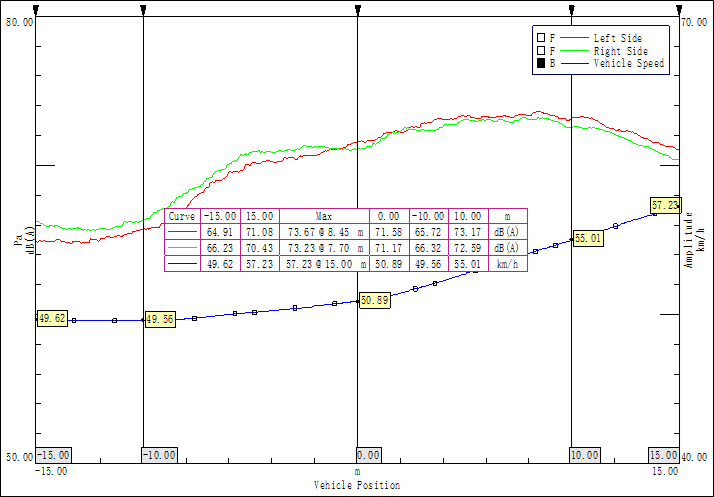 80.00 70.00
F Left Side
F Right Side
B Vehicle Speed
57.23
Pa
dB(A)
Amplitude
km/h
Curve -15.00 15.00 Max 0.00 -10.00 10.00 m
64.91 71.08 73.67 @ 8.45 m 71.58 65.72 73.17 dB(A)
66.23 70.43 73.23 @ 7.70 m 71.17 66.32 72.59 dB(A)
49.62 57.23 57.23 @ 15.00 m 50.89 49.56 55.01 km/h
55.01
50.89
49.62 49.56
50.00 -15.00 -10.00 0.00 10.00 15.00 40.00
-15.00 m 15.00
Vehicle Position